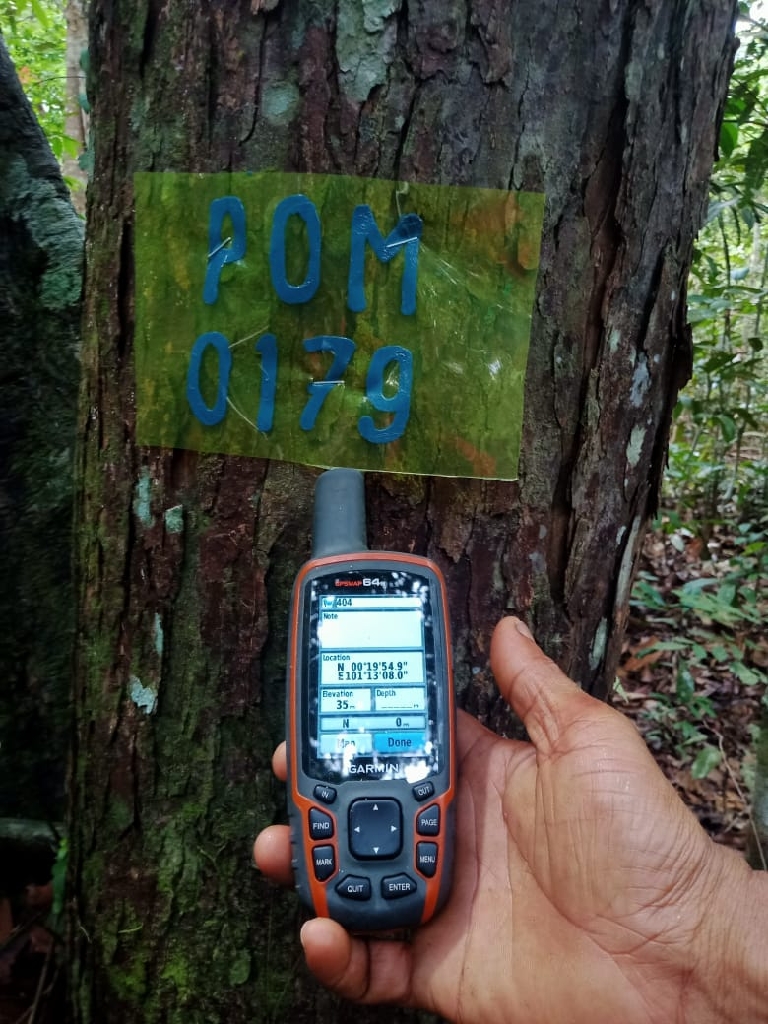 POM
0179
GPSMAP 64s
404
Note
Location
N 00°19'54.9"
E101°13'08.0"
Elevation
Depth
35m
N
0m
Map
Done
GARMIN
IN
OUT
FIND
PAGE
MARK
MENU
QUIT
ENTER